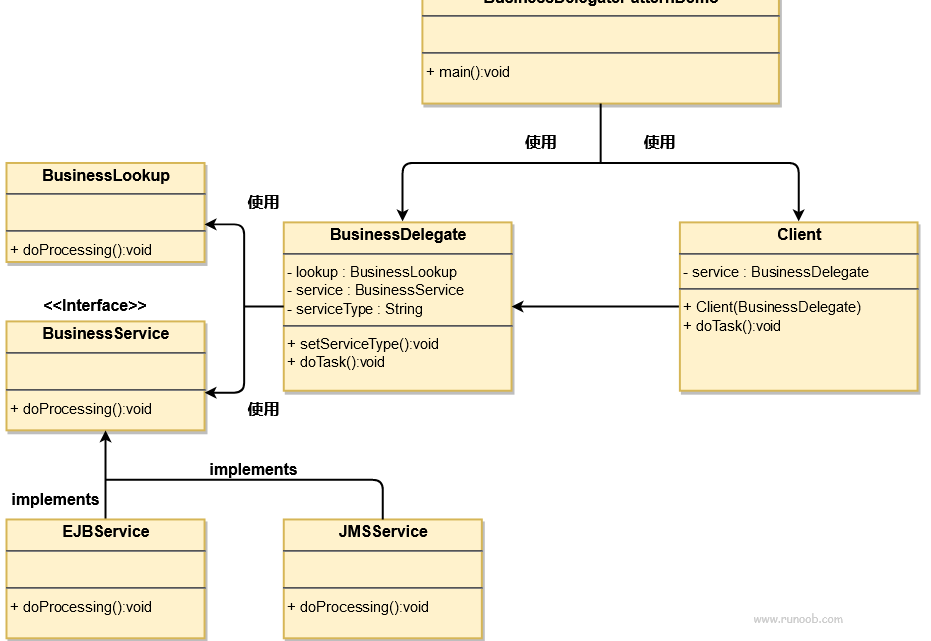 BusinessDelegatePatternDemo
+ main():void
使用
使用
BusinessLookup
+ doProcessing():void
使用
BusinessDelegate
- lookup : BusinessLookup
- service : BusinessService
- serviceType : String
+ setServiceType():void
+ doTask():void
Client
- service : BusinessDelegate
+ Client(BusinessDelegate)
+ doTask():void
<<Interface>>
BusinessService
+ doProcessing():void
使用
implements
implements
EJBService
+ doProcessing():void
JMSService
+ doProcessing():void
www.runoob.com